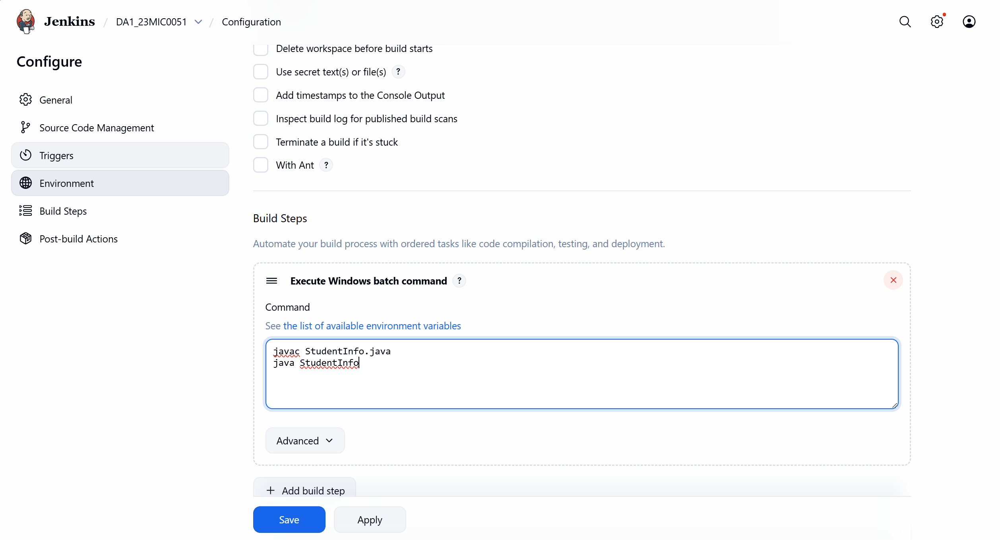 Jenkins / DA1_23MIC0051 / Configuration
Configure
General
Source Code Management
Triggers
Environment
Build Steps
Post-build Actions
Delete workspace before build starts
Use secret text(s) or file(s) ?
Add timestamps to the Console Output
Inspect build log for published build scans
Terminate a build if it's stuck
With Ant ?
Build Steps
Automate your build process with ordered tasks like code compilation, testing, and deployment.
Execute Windows batch command ?
Command
See the list of available environment variables
javac StudentInfo.java
java StudentInfo
Advanced
+ Add build step
Save Apply